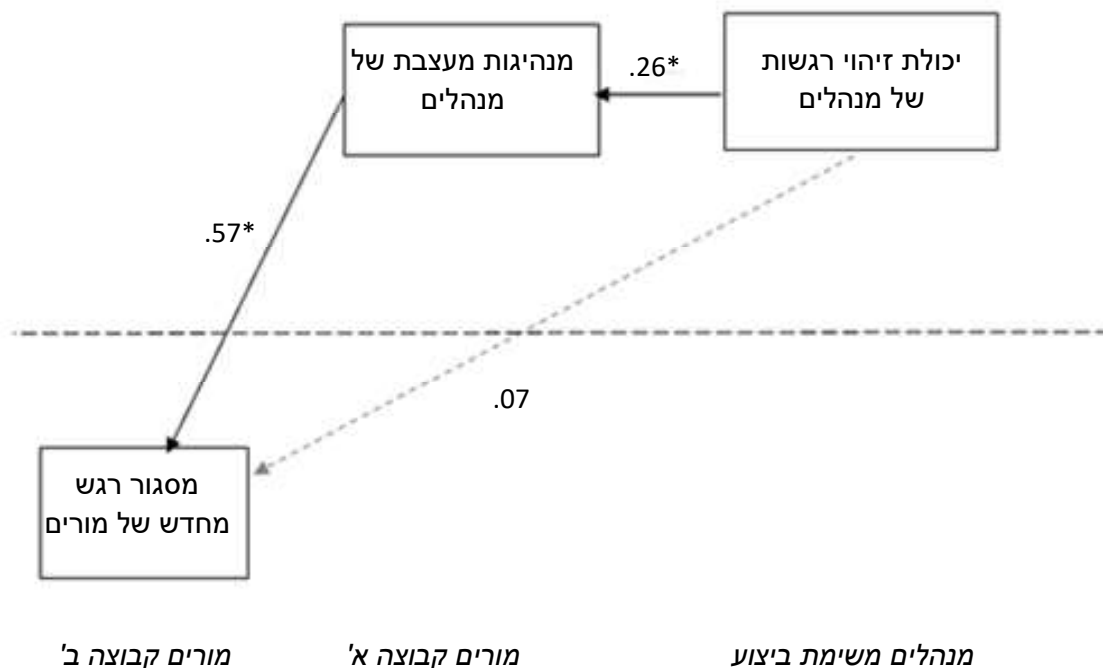 יכולת זיהוי רגשות
של מנהלים
.26*
מנהיגות מעצבת של
מנהלים
.57*
.07
מסגור רגש
מחדש של מורים
מנהלים משימת ביצוע
מורים קבוצה א'
מורים קבוצה ב'